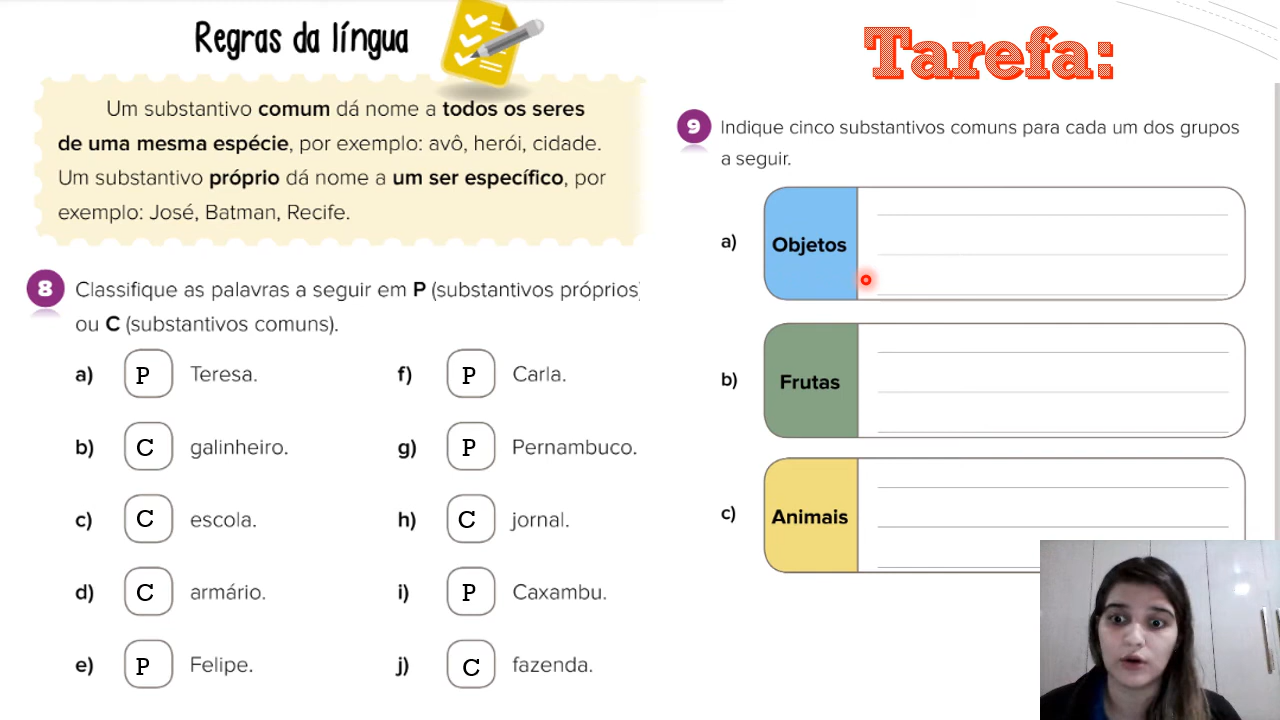 Regras da língua
Um substantivo comum dá nome a todos os seres
de uma mesma espécie, por exemplo: avô, herói, cidade.
Um substantivo próprio dá nome a um ser específico, por
exemplo: José, Batman, Recife.
8 Classifique as palavras a seguir em P (substantivos próprios)
ou C (substantivos comuns).
a) P Teresa.
b) C galinheiro.
c) C escola.
d) C armário.
e) P Felipe.
f) P Carla.
g) P Pernambuco.
h) C jornal.
i) P Caxambu.
j) C fazenda.
Tarefa:
9 Indique cinco substantivos comuns para cada um dos grupos
a seguir.
a) Objetos
b) Frutas
c) Animais